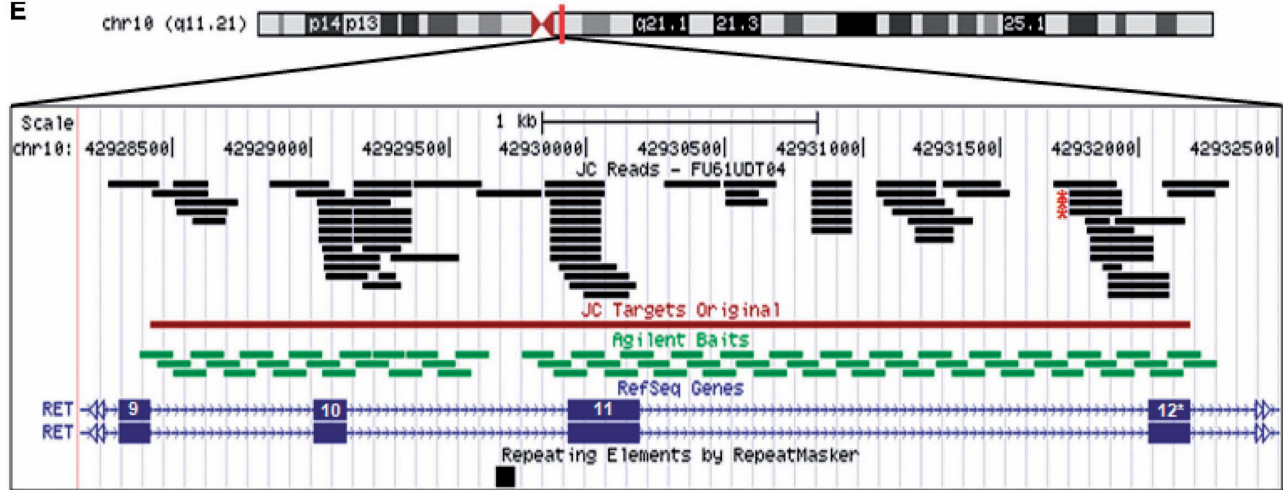 E
chr10 (q11.21) p14 p13 q21.1 21.3 25.1
Scale 1 kb
chr10: 42928500| 42929000| 42929500| 42930000| 42930500| 42931000| 42931500| 42932000| 42932500|
JC Reads - FU61UDT04
JC Targets Original
Agilent Baits
RefSeq Genes
RET 9 10 11 12*
RET
Repeating Elements by RepeatMasker